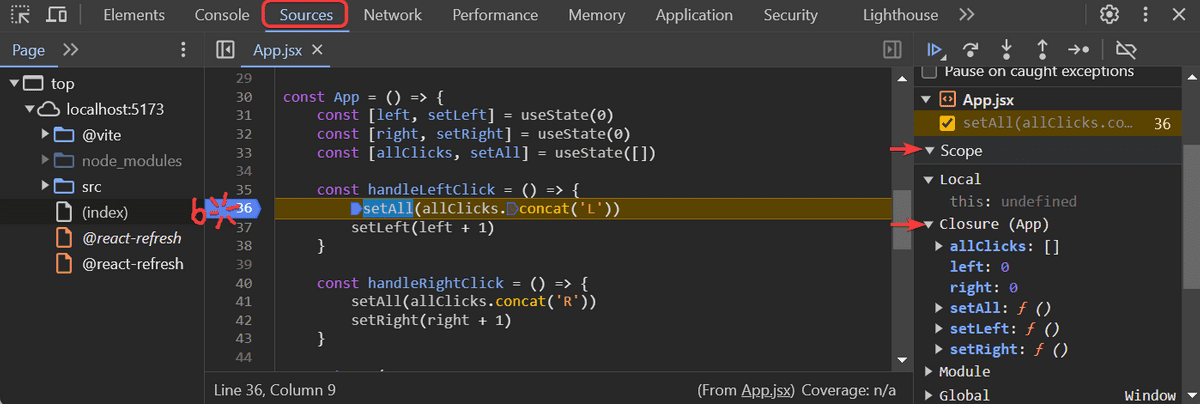 Elements Console Sources Network Performance Memory Application Security Lighthouse
Page
App.jsx
top
localhost:5173
@vite
node_modules
src
(index)
@react-refresh
@react-refresh
29
30 const App = () => {
31 const [left, setLeft] = useState(0)
32 const [right, setRight] = useState(0)
33 const [allClicks, setAll] = useState([])
34
35 const handleLeftClick = () => {
b 36 setAll(allClicks.concat('L'))
37 setLeft(left + 1)
38 }
39
40 const handleRightClick = () => {
41 setAll(allClicks.concat('R'))
42 setRight(right + 1)
43 }
44
Line 36, Column 9 (From App.jsx) Coverage: n/a
Pause on caught exceptions
App.jsx
setAll(allClicks.co… 36
Scope
Local
this: undefined
Closure (App)
allClicks: []
left: 0
right: 0
setAll: ƒ ()
setLeft: ƒ ()
setRight: ƒ ()
Module
Global Window